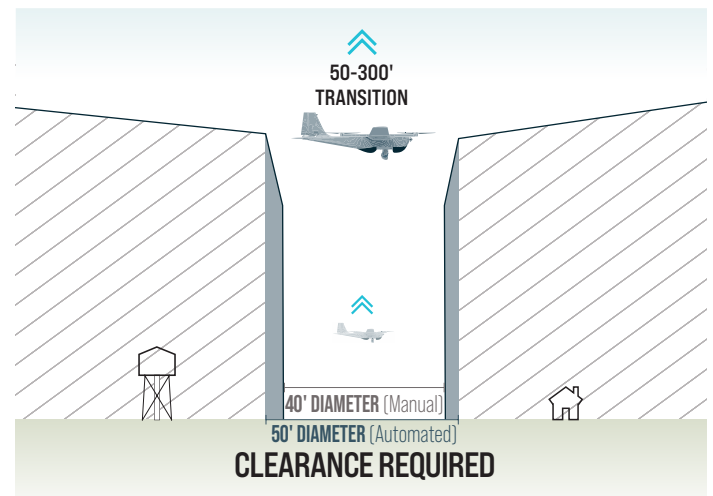 50-300'
TRANSITION
40' DIAMETER (Manual)
50' DIAMETER (Automated)
CLEARANCE REQUIRED